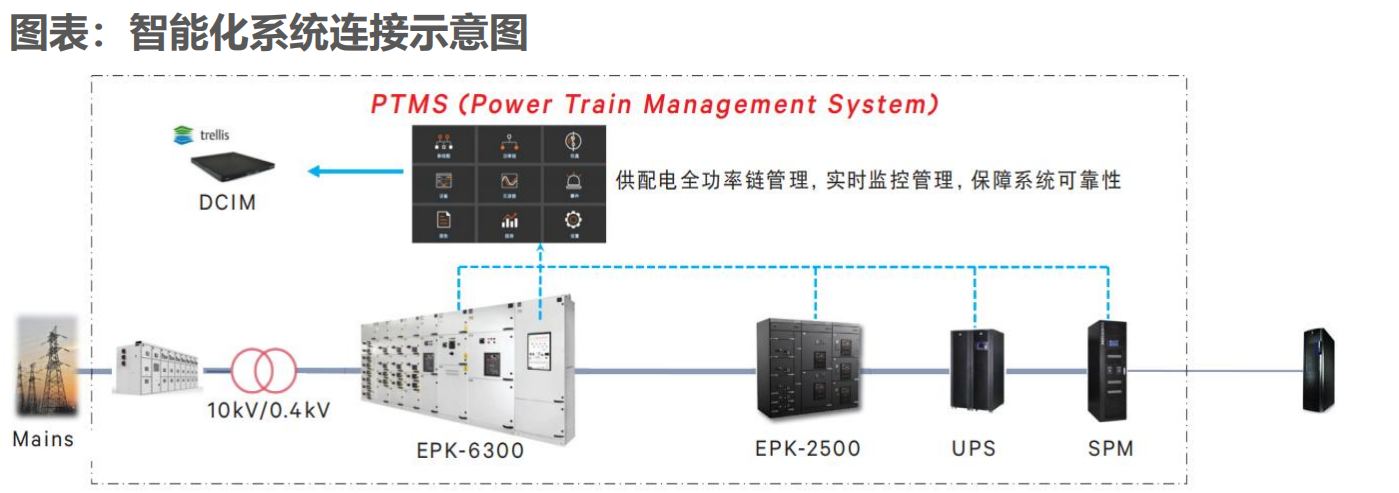 图表：智能化系统连接示意图
PTMS (Power Train Management System)
trellis
DCIM
供配电全功率链管理, 实时监控管理, 保障系统可靠性
10kV/0.4kV
Mains
EPK-6300
EPK-2500
UPS
SPM